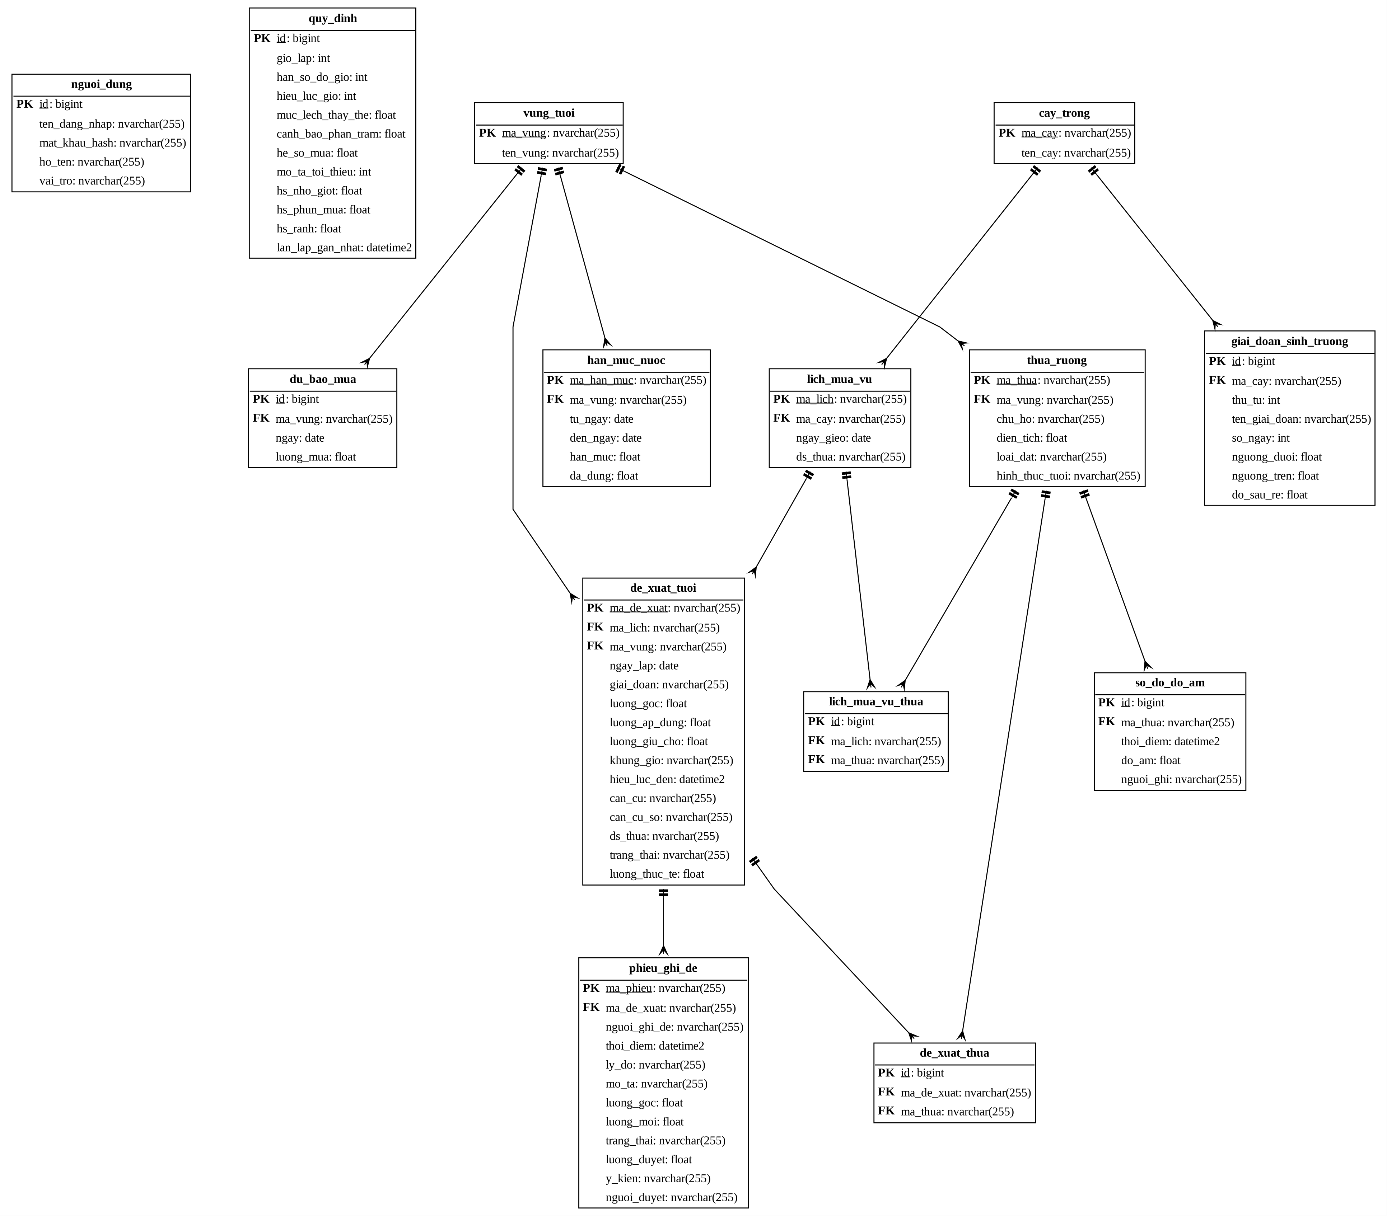 quy_dinh
PK id: bigint
gio_lap: int
han_so_do_gio: int
hieu_luc_gio: int
muc_lech_thay_the: float
canh_bao_phan_tram: float
he_so_mua: float
mo_ta_toi_thieu: int
hs_nho_giot: float
hs_phun_mua: float
hs_ranh: float
lan_lap_gan_nhat: datetime2
nguoi_dung
PK id: bigint
ten_dang_nhap: nvarchar(255)
mat_khau_hash: nvarchar(255)
ho_ten: nvarchar(255)
vai_tro: nvarchar(255)
vung_tuoi
PK ma_vung: nvarchar(255)
ten_vung: nvarchar(255)
cay_trong
PK ma_cay: nvarchar(255)
ten_cay: nvarchar(255)
du_bao_mua
PK id: bigint
FK ma_vung: nvarchar(255)
ngay: date
luong_mua: float
han_muc_nuoc
PK ma_han_muc: nvarchar(255)
FK ma_vung: nvarchar(255)
tu_ngay: date
den_ngay: date
han_muc: float
da_dung: float
lich_mua_vu
PK ma_lich: nvarchar(255)
FK ma_cay: nvarchar(255)
ngay_gieo: date
ds_thua: nvarchar(255)
thua_ruong
PK ma_thua: nvarchar(255)
FK ma_vung: nvarchar(255)
chu_ho: nvarchar(255)
dien_tich: float
loai_dat: nvarchar(255)
hinh_thuc_tuoi: nvarchar(255)
giai_doan_sinh_truong
PK id: bigint
FK ma_cay: nvarchar(255)
thu_tu: int
ten_giai_doan: nvarchar(255)
so_ngay: int
nguong_duoi: float
nguong_tren: float
do_sau_re: float
de_xuat_tuoi
PK ma_de_xuat: nvarchar(255)
FK ma_lich: nvarchar(255)
FK ma_vung: nvarchar(255)
ngay_lap: date
giai_doan: nvarchar(255)
luong_goc: float
luong_ap_dung: float
luong_giu_cho: float
khung_gio: nvarchar(255)
hieu_luc_den: datetime2
can_cu: nvarchar(255)
can_cu_so: nvarchar(255)
ds_thua: nvarchar(255)
trang_thai: nvarchar(255)
luong_thuc_te: float
lich_mua_vu_thua
PK id: bigint
FK ma_lich: nvarchar(255)
FK ma_thua: nvarchar(255)
so_do_do_am
PK id: bigint
FK ma_thua: nvarchar(255)
thoi_diem: datetime2
do_am: float
nguoi_ghi: nvarchar(255)
phieu_ghi_de
PK ma_phieu: nvarchar(255)
FK ma_de_xuat: nvarchar(255)
nguoi_ghi_de: nvarchar(255)
thoi_diem: datetime2
ly_do: nvarchar(255)
mo_ta: nvarchar(255)
luong_goc: float
luong_moi: float
trang_thai: nvarchar(255)
luong_duyet: float
y_kien: nvarchar(255)
nguoi_duyet: nvarchar(255)
de_xuat_thua
PK id: bigint
FK ma_de_xuat: nvarchar(255)
FK ma_thua: nvarchar(255)